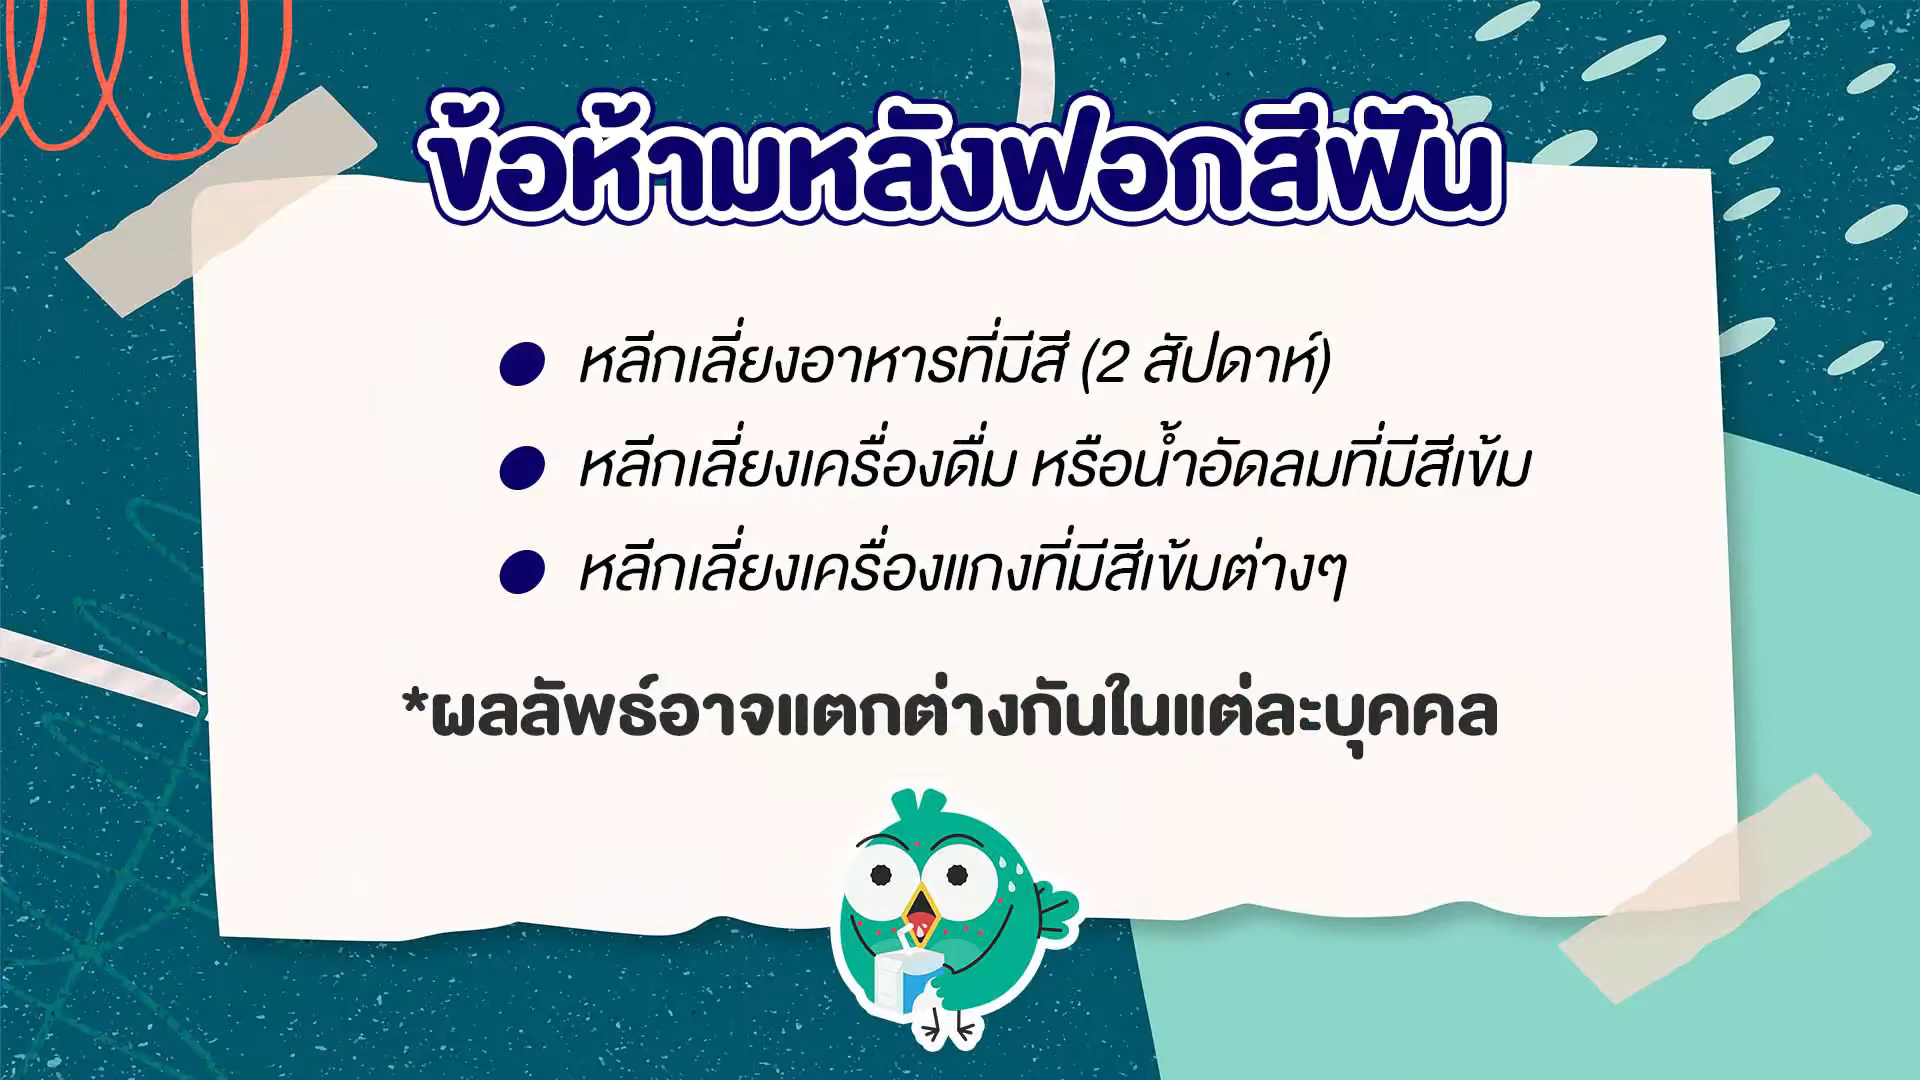 ข้อห้ามหลังฟอกสีฟัน
หลีกเลี่ยงอาหารที่มีสี (2 สัปดาห์)
หลีกเลี่ยงเครื่องดื่ม หรือน้ำอัดลมที่มีสีเข้ม
หลีกเลี่ยงเครื่องแกงที่มีสีเข้มต่างๆ
*ผลลัพธ์อาจแตกต่างกันในแต่ละบุคคล